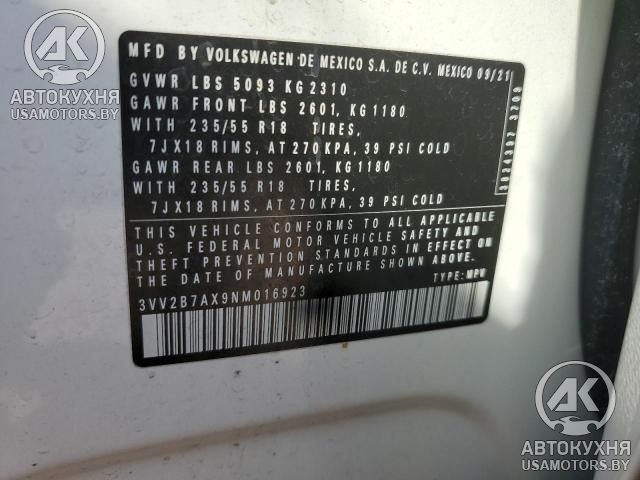 MFD BY VOLKSWAGEN DE MEXICO S.A. DE C.V. MEXICO 09/21
GVWR LBS 5093 KG 2310
GAWR FRONT LBS 2601, KG 1180
WITH 235/55 R18 TIRES,
7JX18 RIMS, AT 270 KPA, 39 PSI COLD
GAWR REAR LBS 2601, KG 1180
WITH 235/55 R18 TIRES,
7JX18 RIMS, AT 270 KPA, 39 PSI COLD
3024397 3709
THIS VEHICLE CONFORMS TO ALL APPLICABLE
U.S. FEDERAL MOTOR VEHICLE SAFETY AND
THEFT PREVENTION STANDARDS IN EFFECT ON
THE DATE OF MANUFACTURE SHOWN ABOVE.
3VV2B7AX9NM016923 TYPE: MPV
АК
АВТОКУХНЯ
USAMOTORS.BY
АК
АВТОКУХНЯ
USAMOTORS.BY